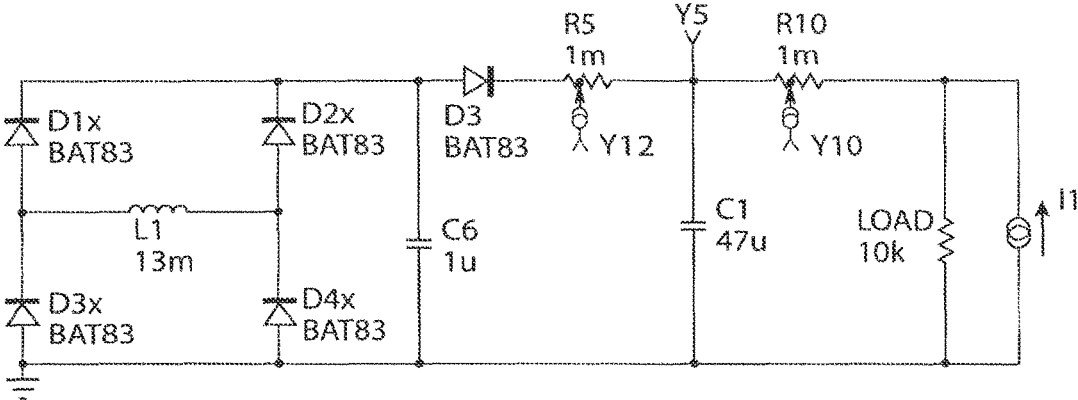 Y5
R5
1m
R10
1m
D1x
BAT83
D2x
BAT83
D3
BAT83
Y12
Y10
L1
13m
C6
1u
C1
47u
LOAD
10k
I1
D3x
BAT83
D4x
BAT83